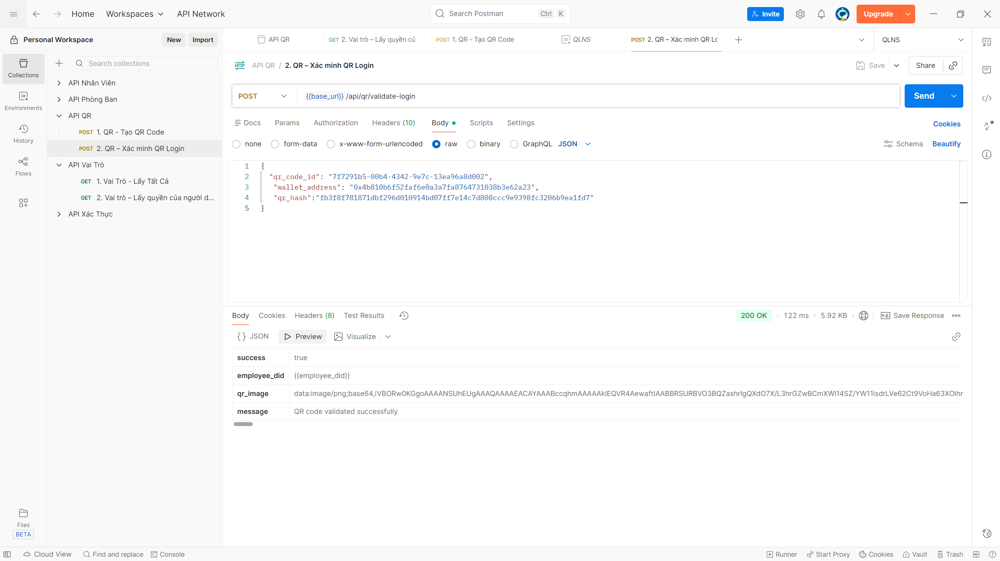 Home Workspaces API Network Search Postman Ctrl K Invite Upgrade
Personal Workspace New Import
API QR GET 2. Vai trò – Lấy quyền củ POST 1. QR - Tạo QR Code QLNS POST 2. QR – Xác minh QR Lo QLNS
Collections
Environments
History
Flows
Files
BETA
Search collections
API Nhân Viên
API Phòng Ban
API QR
POST 1. QR - Tạo QR Code
POST 2. QR – Xác minh QR Login
API Vai Trò
GET 1. Vai Trò - Lấy Tất Cả
GET 2. Vai trò – Lấy quyền của người d...
API Xác Thực
HTTP API QR / 2. QR – Xác minh QR Login Save Share
POST {{base_url}}/api/qr/validate-login Send
Docs Params Authorization Headers (10) Body Scripts Settings Cookies
none form-data x-www-form-urlencoded raw binary GraphQL JSON Schema Beautify
1 {
2 "qr_code_id": "7f7291b5-00b4-4342-9e7c-13ea96a8d002",
3 "wallet_address": "0x4b810b6f52faf6e0a3a7fa8764731038b3e62a23",
4 "qr_hash":"fb3f8f781871dbf296d010914bd07ff7e14c7d808ccc9e9398fc3206b9ea1fd7"
5 }
Body Cookies Headers (8) Test Results 200 OK 122 ms 5.92 KB e.g. Save Response
{} JSON Preview Visualize
success true
employee_did {{employee_did}}
qr_image data:image/png;base64,iVBORw0KGgoAAAANSUhEUgAAAQAAAAEACAYAAABccqhmAAAAAklEQVR4AewaftIAABBRSURBVO3BQZashrIgQXdO7X/L3hrGZwBCmXWl14SZ/YW11isdrLVe62Ct9VoHa63XOlhr
message QR code validated successfully
Cloud View Find and replace Console Runner Start Proxy Cookies Vault Trash